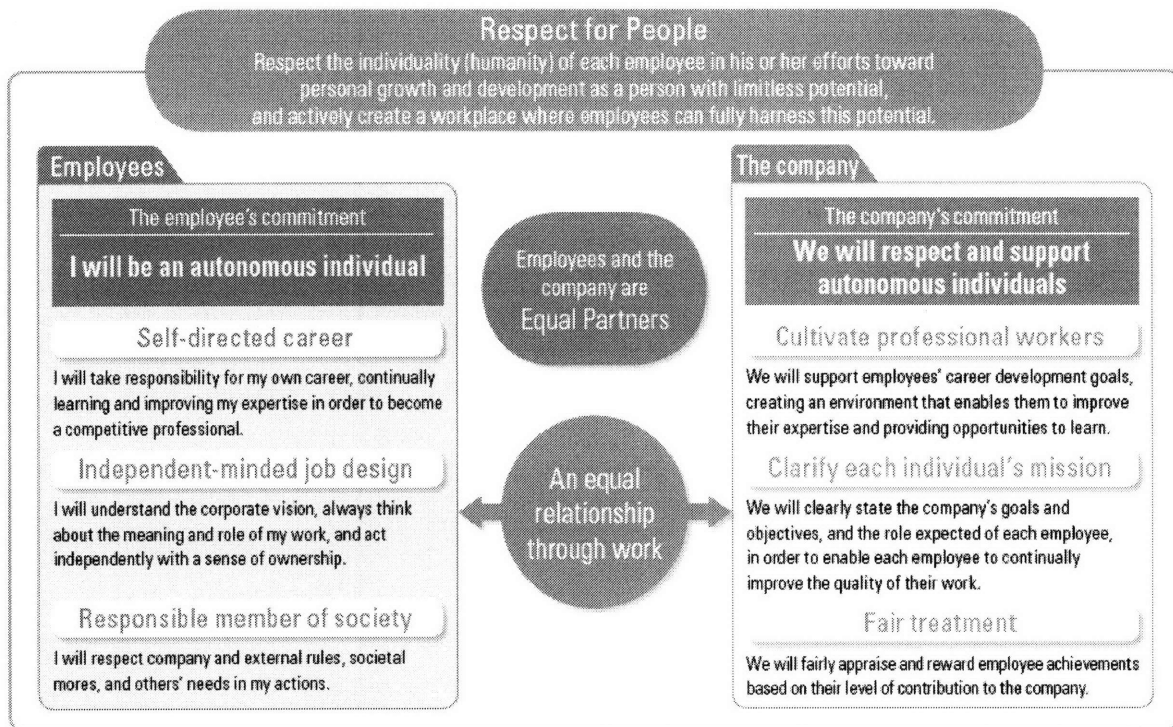 Respect for People
Respect the individuality (humanity) of each employee in his or her efforts toward
personal growth and development as a person with limitless potential,
and actively create a workplace where employees can fully harness this potential.
Employees
The employee's commitment
I will be an autonomous individual
Self-directed career
I will take responsibility for my own career, continually
learning and improving my expertise in order to become
a competitive professional.
Independent-minded job design
I will understand the corporate vision, always think
about the meaning and role of my work, and act
independently with a sense of ownership.
Responsible member of society
I will respect company and external rules, societal
mores, and others' needs in my actions.
Employees and the
company are
Equal Partners
An equal
relationship
through work
The company
The company's commitment
We will respect and support
autonomous individuals
Cultivate professional workers
We will support employees' career development goals,
creating an environment that enables them to improve
their expertise and providing opportunities to learn.
Clarify each individual's mission
We will clearly state the company's goals and
objectives, and the role expected of each employee,
in order to enable each employee to continually
improve the quality of their work.
Fair treatment
We will fairly appraise and reward employee achievements
based on their level of contribution to the company.